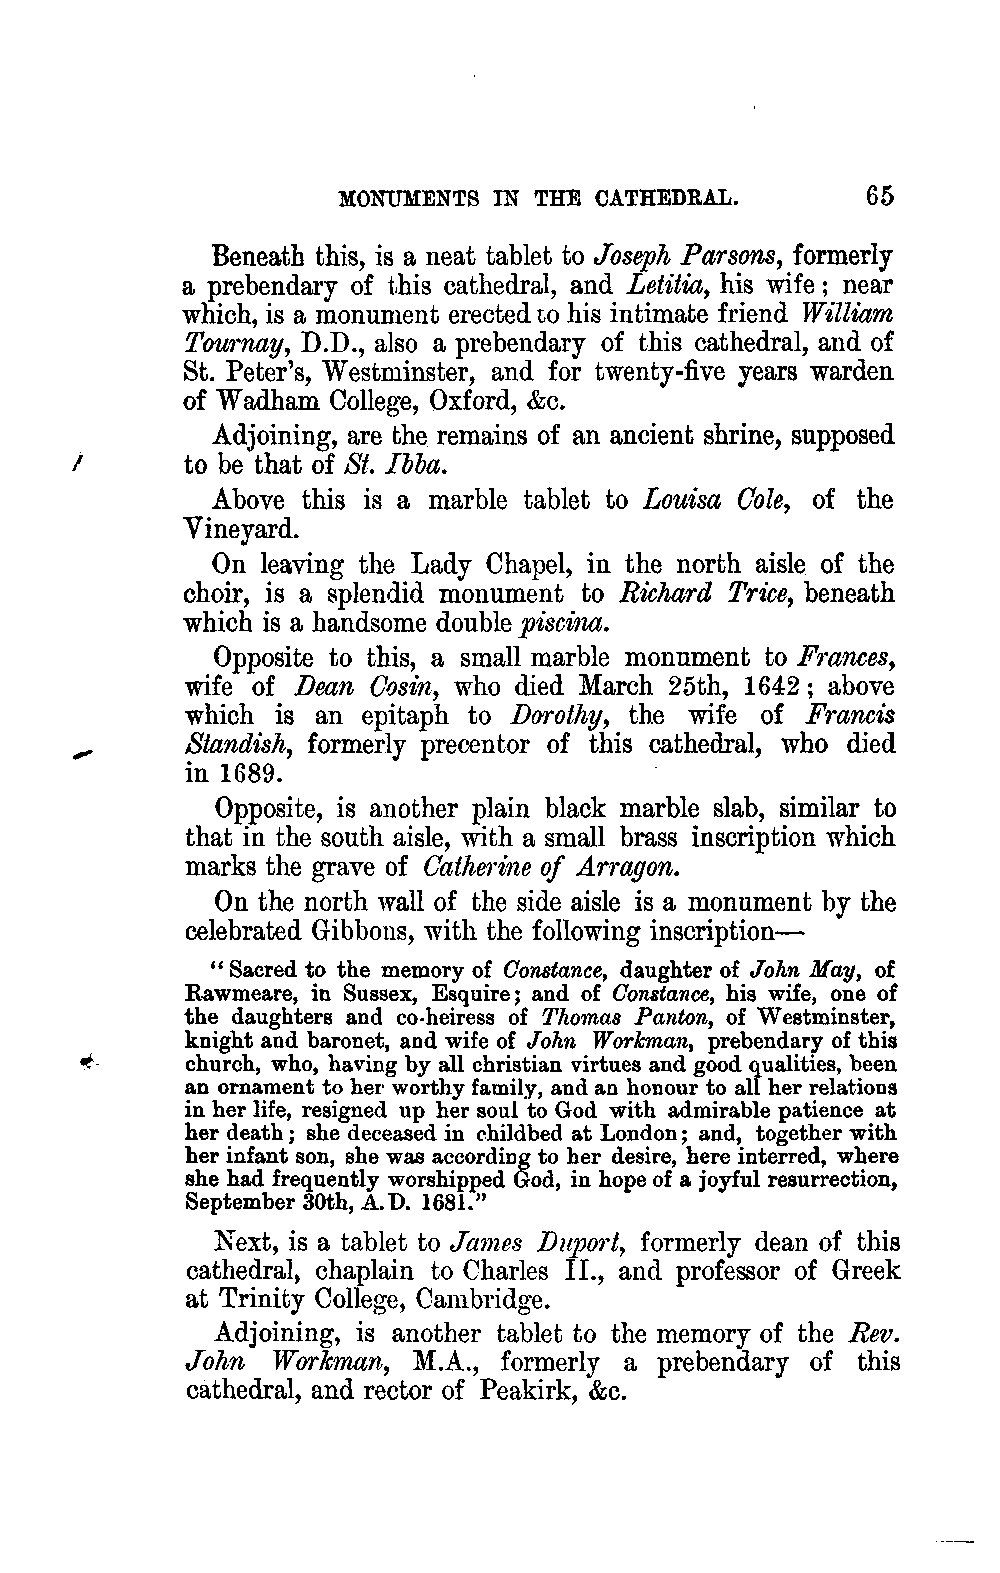 MONUMENTS IN THE CATHEDRAL. 65
Beneath this, is a neat tablet to Joseph Parsons, formerly
a prebendary of this cathedral, and Letitia, his wife; near
which, is a monument erected to his intimate friend William
Tournay, D.D., also a prebendary of this cathedral, and of
St. Peter's, Westminster, and for twenty-five years warden
of Wadham College, Oxford, &c.
Adjoining, are the remains of an ancient shrine, supposed
to be that of St. Ibba.
Above this is a marble tablet to Louisa Cole, of the
Vineyard.
On leaving the Lady Chapel, in the north aisle of the
choir, is a splendid monument to Richard Trice, beneath
which is a handsome double piscina.
Opposite to this, a small marble monument to Frances,
wife of Dean Cosin, who died March 25th, 1642; above
which is an epitaph to Dorothy, the wife of Francis
Standish, formerly precentor of this cathedral, who died
in 1689.
Opposite, is another plain black marble slab, similar to
that in the south aisle, with a small brass inscription which
marks the grave of Catherine of Arragon.
On the north wall of the side aisle is a monument by the
celebrated Gibbons, with the following inscription—
"Sacred to the memory of Constance, daughter of John May, of
Rawmeare, in Sussex, Esquire; and of Constance, his wife, one of
the daughters and co-heiress of Thomas Panton, of Westminster,
knight and baronet, and wife of John Workman, prebendary of this
church, who, having by all christian virtues and good qualities, been
an ornament to her worthy family, and an honour to all her relations
in her life, resigned up her soul to God with admirable patience at
her death; she deceased in childbed at London; and, together with
her infant son, she was according to her desire, here interred, where
she had frequently worshipped God, in hope of a joyful resurrection,
September 30th, A.D. 1681."
Next, is a tablet to James Duport, formerly dean of this
cathedral, chaplain to Charles II., and professor of Greek
at Trinity College, Cambridge.
Adjoining, is another tablet to the memory of the Rev.
John Workman, M.A., formerly a prebendary of this
cathedral, and rector of Peakirk, &c.